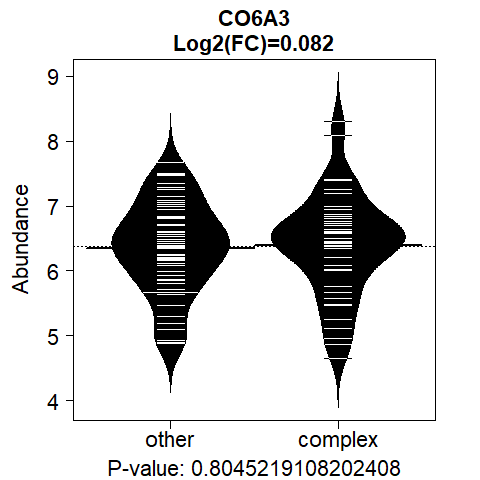 CO6A3
Log2(FC)=0.082
Abundance
9
8
7
6
5
4
other complex
P-value: 0.8045219108202408